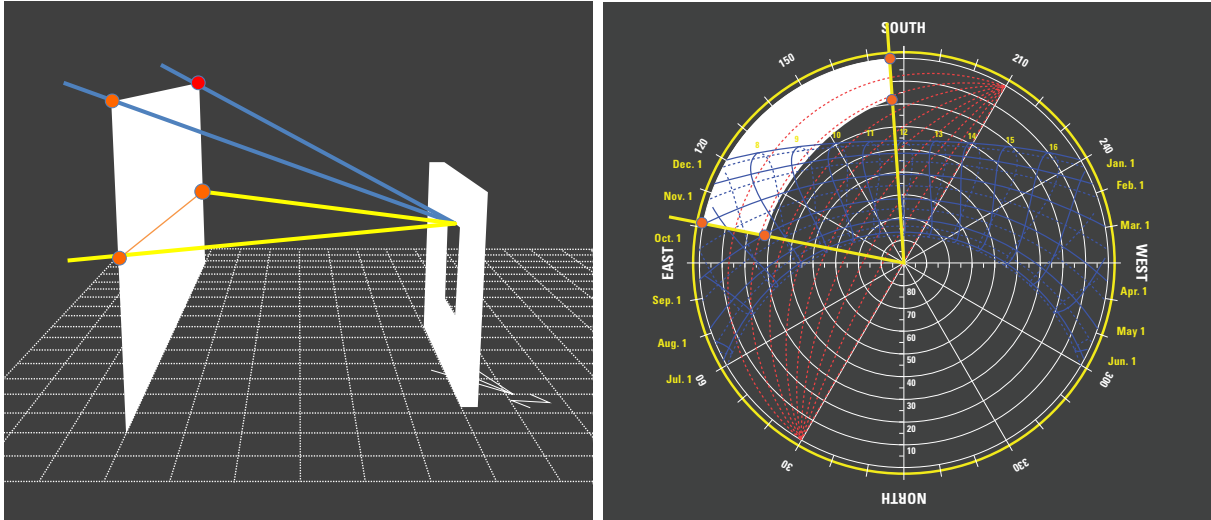 SOUTH
150
210
120
240
8
9
10
11
12
13
14
15
16
Dec. 1
Jan. 1
Nov. 1
Feb. 1
Oct. 1
Mar. 1
EAST
WEST
Sep. 1
Apr. 1
Aug. 1
May 1
Jul. 1
Jun. 1
60
300
80
70
60
50
40
30
20
10
30
330
NORTH